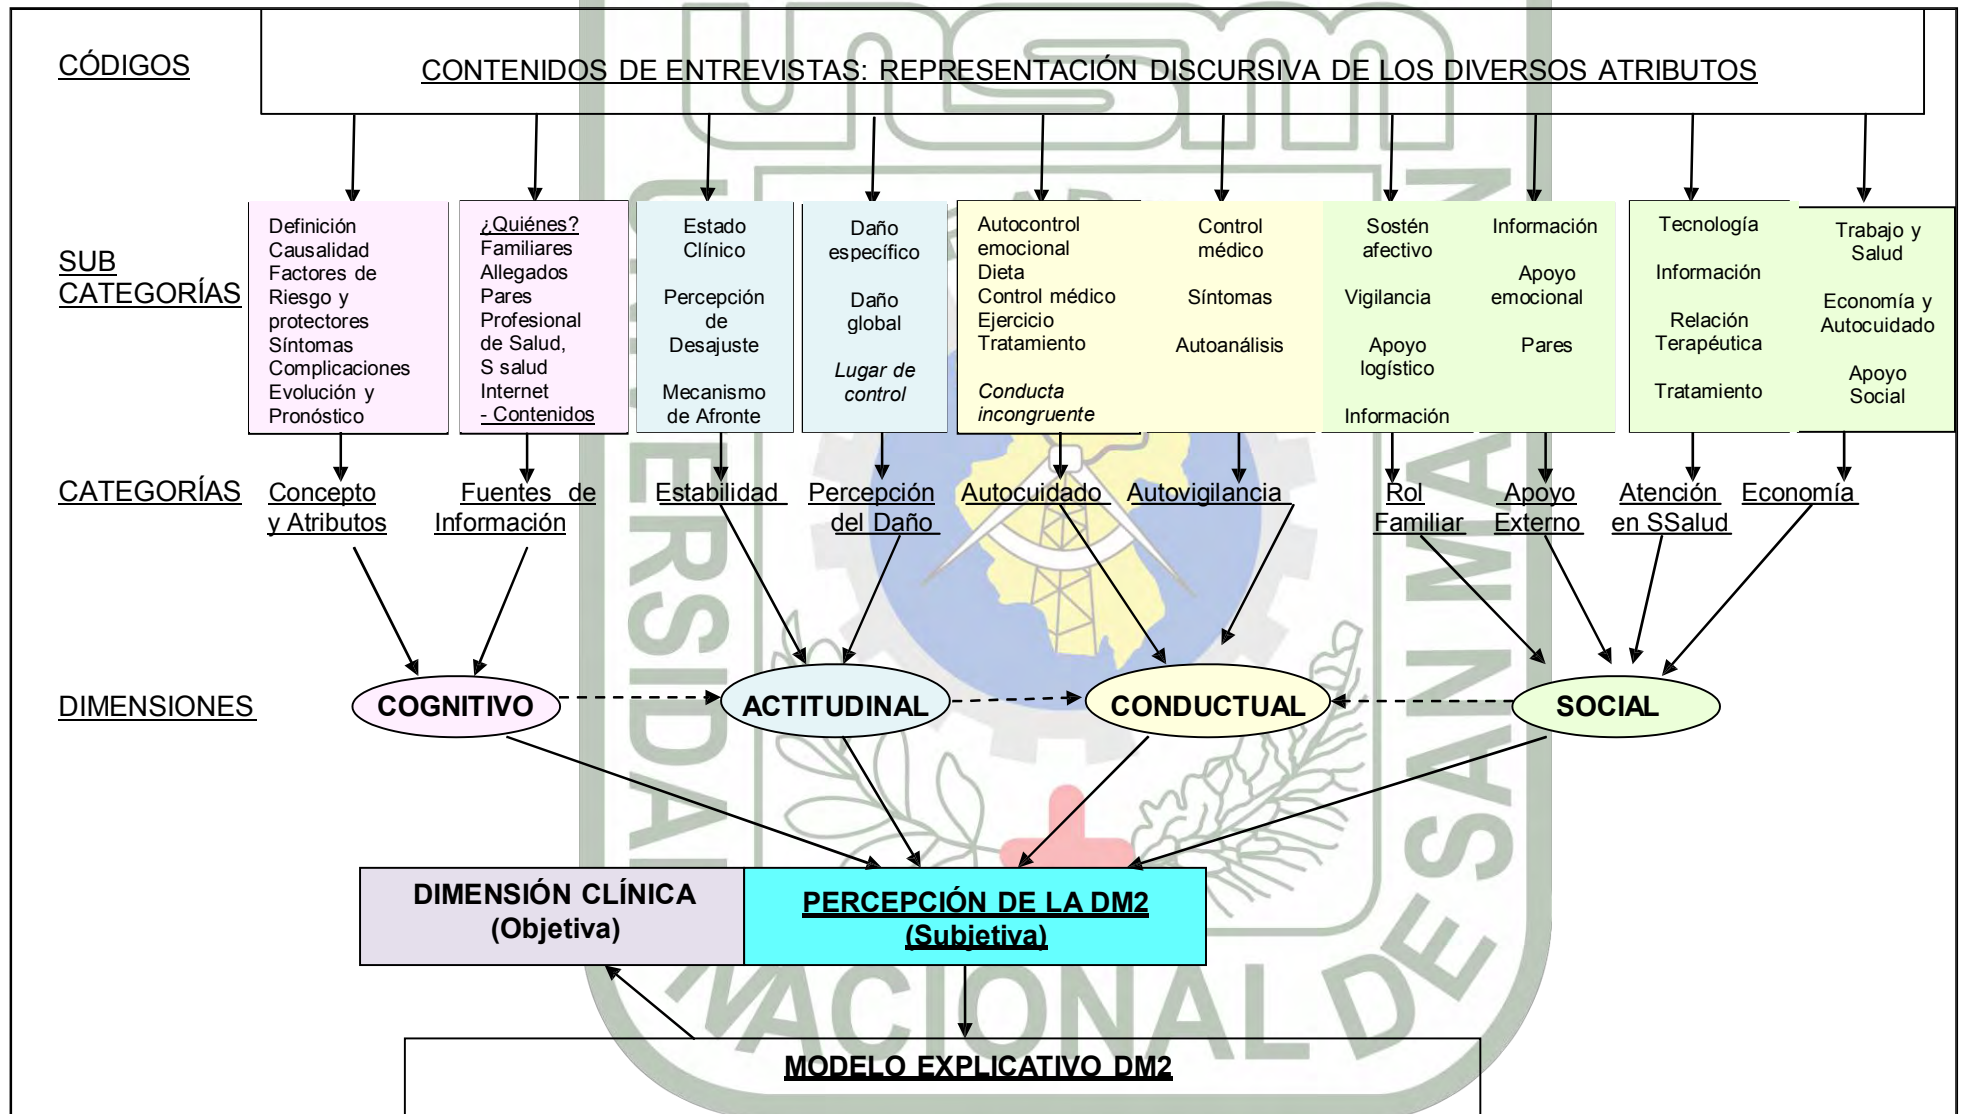 CÓDIGOS
CONTENIDOS DE ENTREVISTAS: REPRESENTACIÓN DISCURSIVA DE LOS DIVERSOS ATRIBUTOS
SUB
CATEGORÍAS
Definición
Causalidad
Factores de
Riesgo y
protectores
Síntomas
Complicaciones
Evolución y
Pronóstico
¿Quiénes?
Familiares
Allegados
Pares
Profesional
de Salud,
S salud
Internet
- Contenidos
Estado
Clínico
Percepción
de
Desajuste
Mecanismo
de Afronte
Daño
específico
Daño
global
Lugar de
control
Autocontrol
emocional
Dieta
Control médico
Ejercicio
Tratamiento
Conducta
incongruente
Control
médico
Síntomas
Autoanálisis
Sostén
afectivo
Vigilancia
Apoyo
logístico
Información
Información
Apoyo
emocional
Pares
Tecnología
Información
Relación
Terapéutica
Tratamiento
Trabajo y
Salud
Economía y
Autocuidado
Apoyo
Social
CATEGORÍAS
Concepto
y Atributos
Fuentes de
Información
Estabilidad
Percepción
del Daño
Autocuidado
Autovigilancia
Rol
Familiar
Apoyo
Externo
Atención
en SSalud
Economía
DIMENSIONES
COGNITIVO
ACTITUDINAL
CONDUCTUAL
SOCIAL
DIMENSIÓN CLÍNICA
(Objetiva)
PERCEPCIÓN DE LA DM2
(Subjetiva)
MODELO EXPLICATIVO DM2
unsm
UNIVERSIDAD
NACIONAL DE
SAN MA